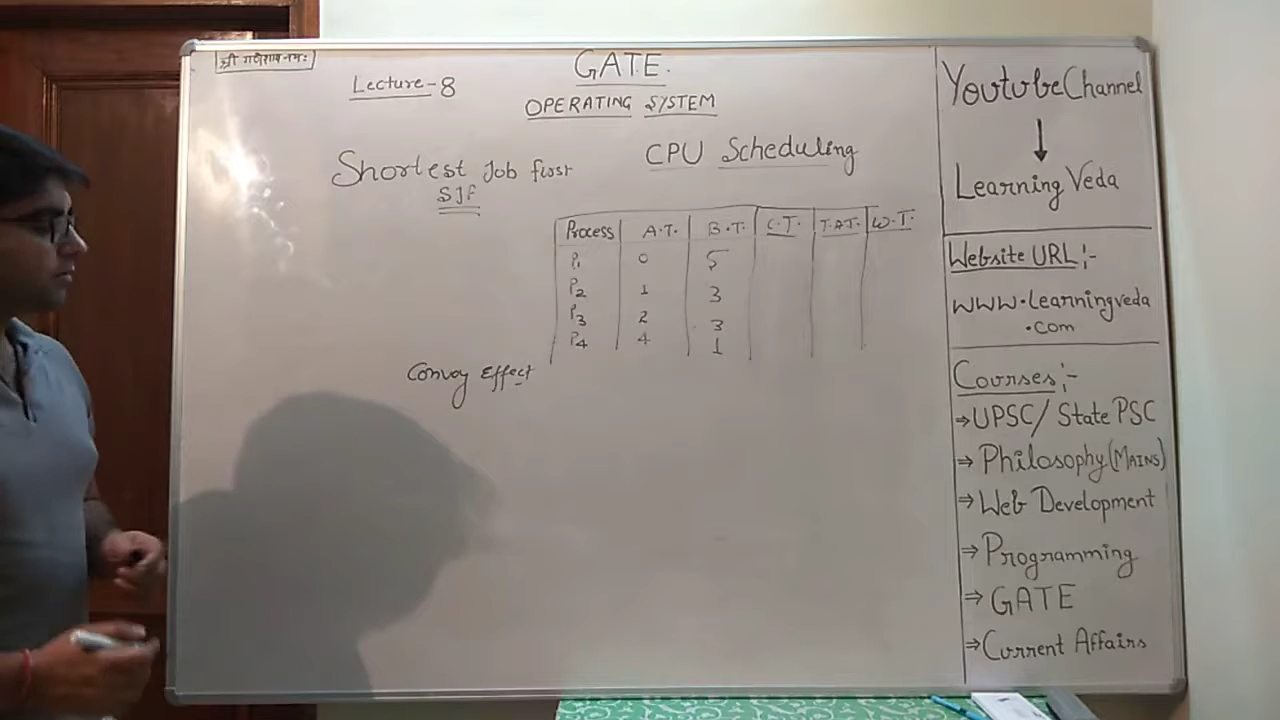 श्री गणेशाय नमः
GATE.
Lecture-8
OPERATING SYSTEM
CPU Scheduling
Shortest Job first
SJF
Process A.T. B.T. C.T. T.A.T. W.T.
P1 0 5
P2 1 3
P3 2 3
P4 4 1
Convoy Effect
Youtube Channel
↓
Learning Veda
Website URL:-
www.learningveda
.com
Courses:-
⇒ UPSC/ State PSC
⇒ Philosophy (MAINS)
⇒ Web Development
⇒ Programming
⇒ GATE
⇒ Current Affairs